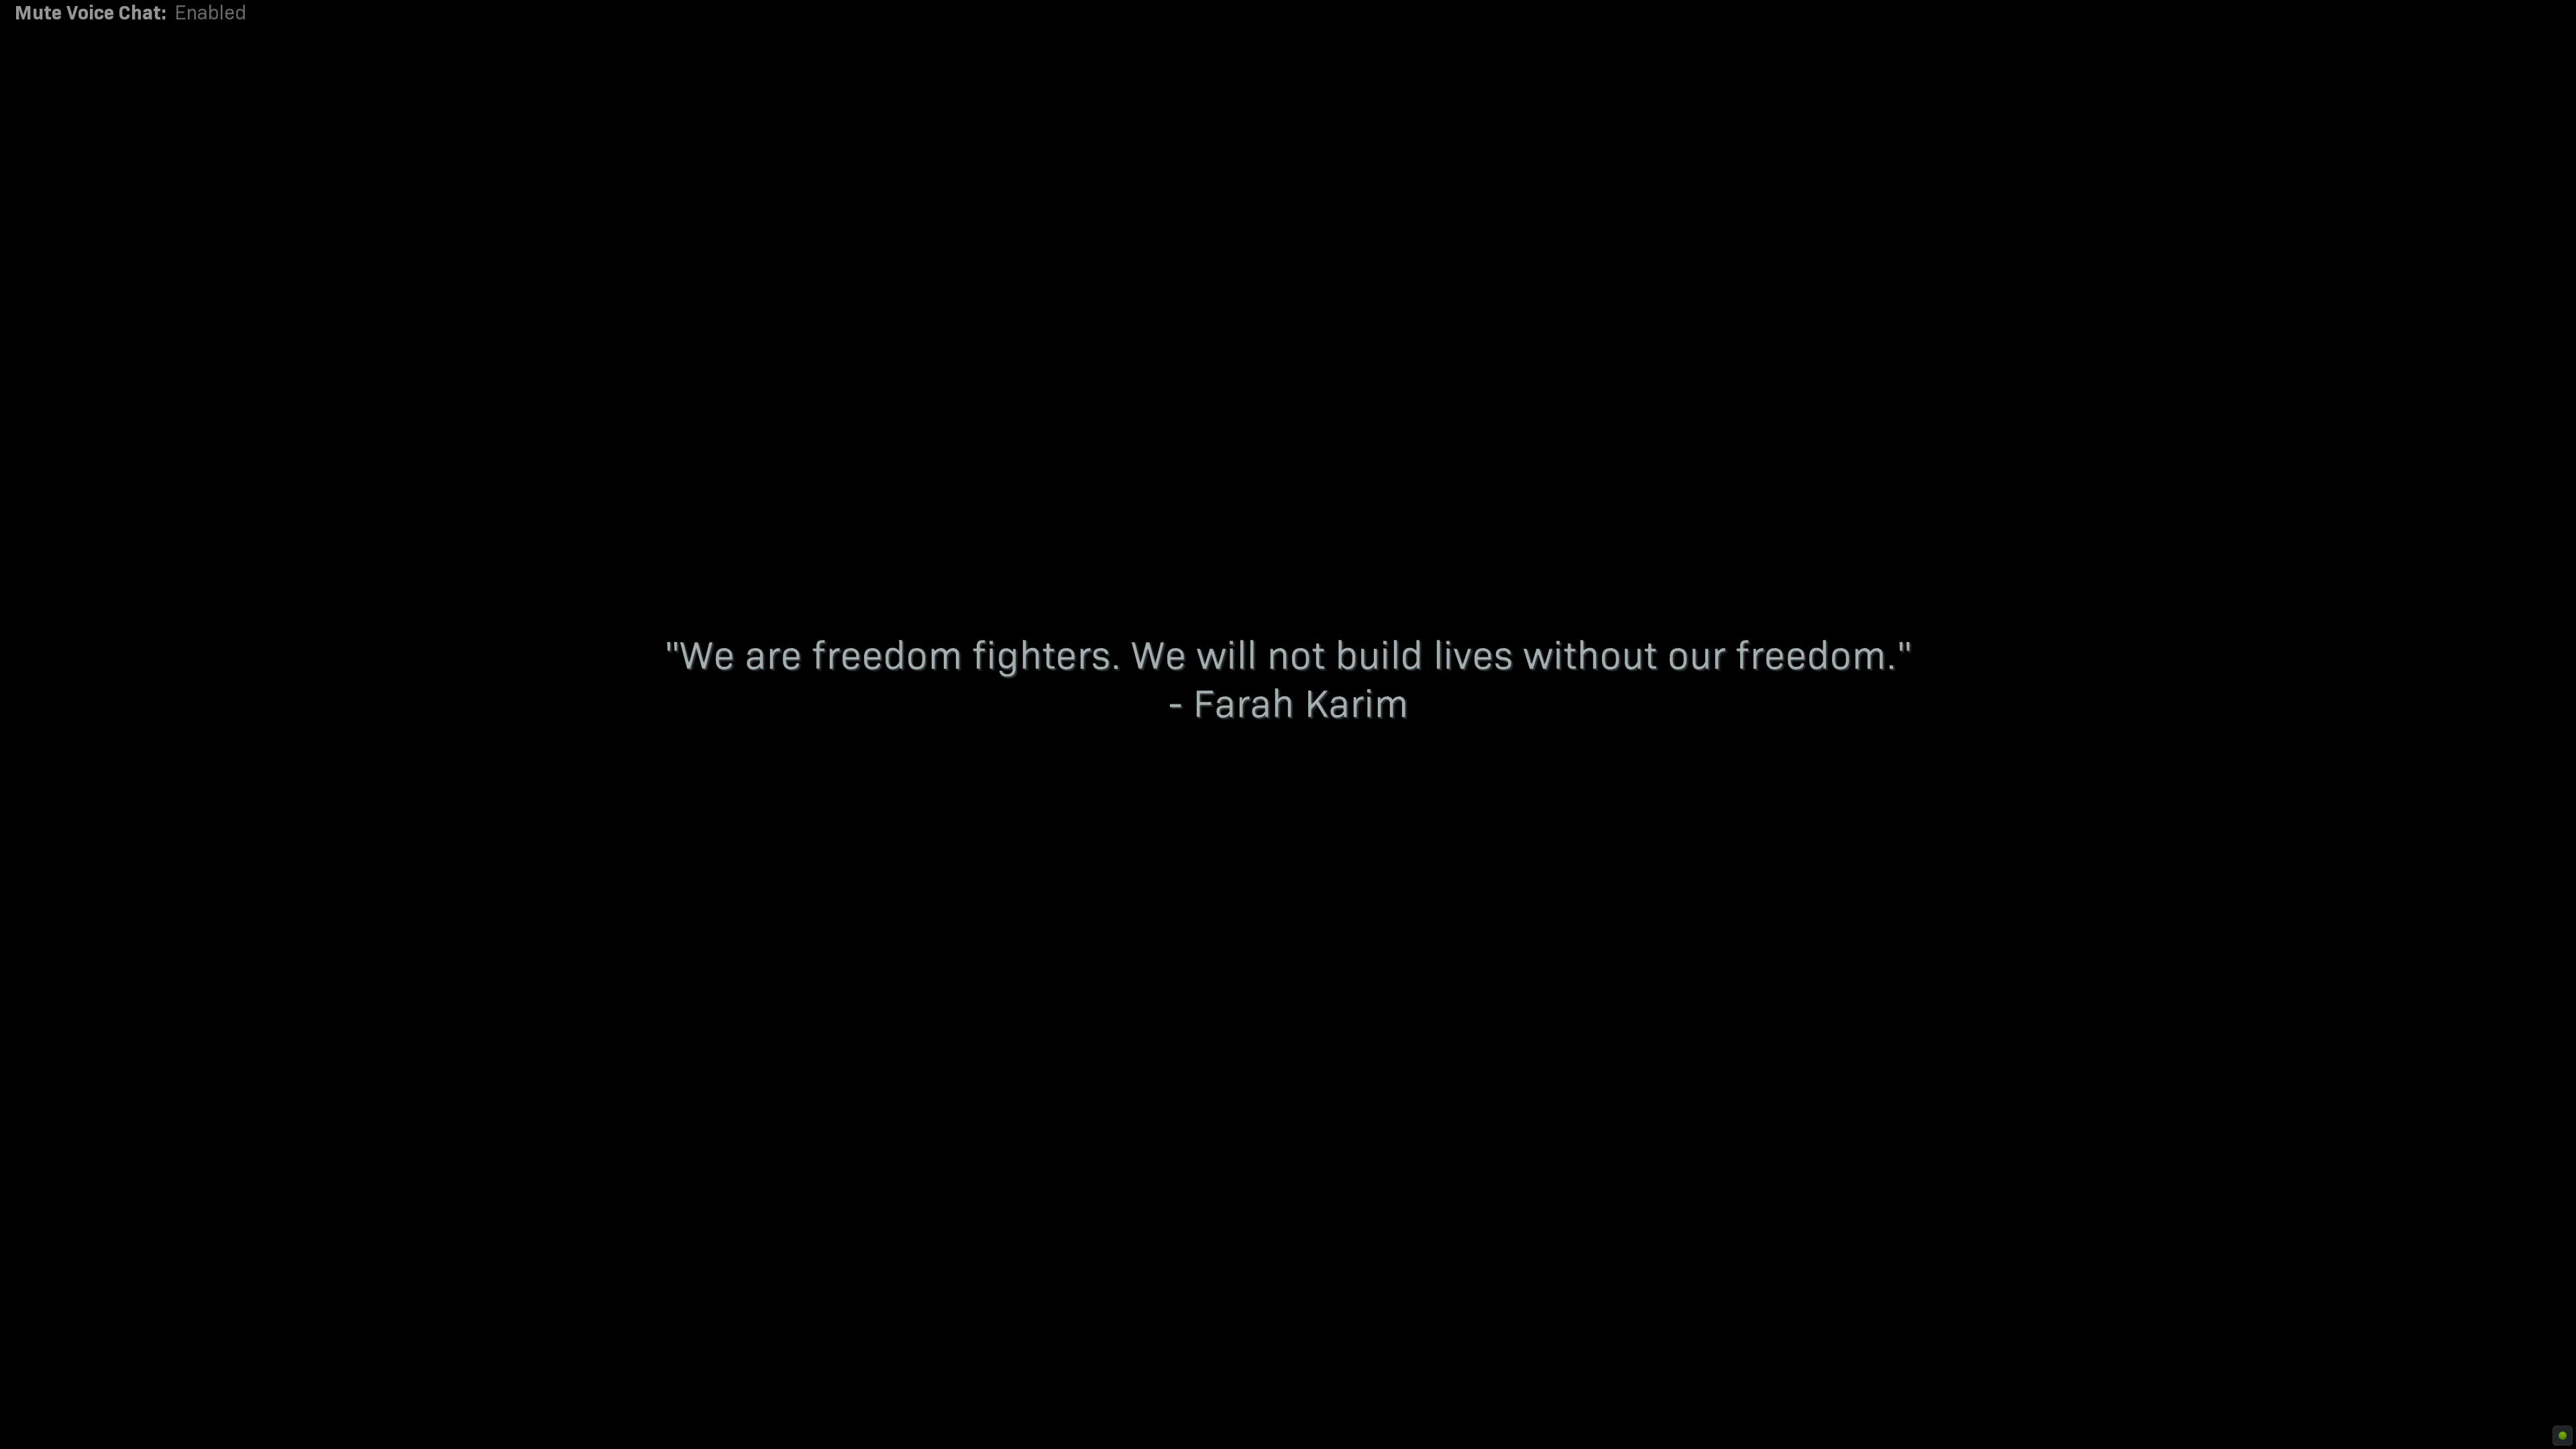 Mute Voice Chat: Enabled
"We are freedom fighters. We will not build lives without our freedom."
- Farah Karim